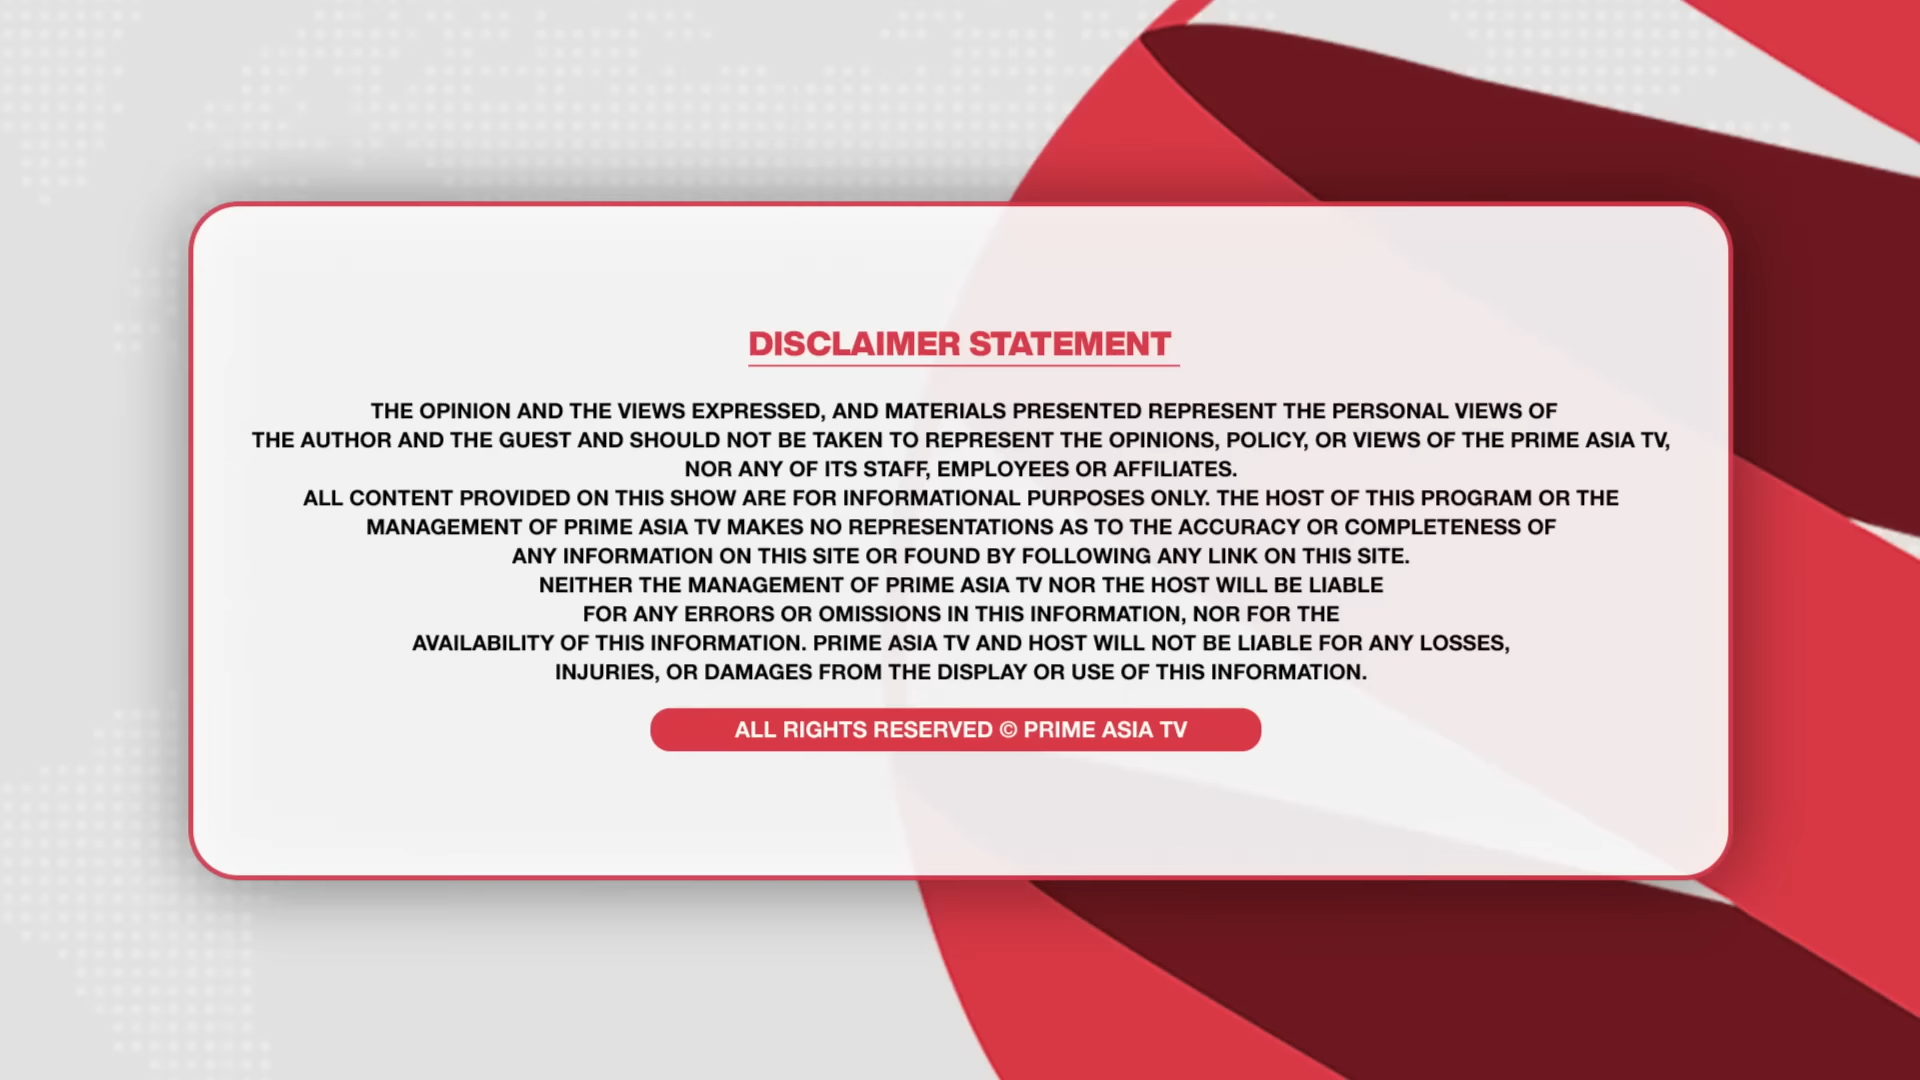 DISCLAIMER STATEMENT
THE OPINION AND THE VIEWS EXPRESSED, AND MATERIALS PRESENTED REPRESENT THE PERSONAL VIEWS OF
THE AUTHOR AND THE GUEST AND SHOULD NOT BE TAKEN TO REPRESENT THE OPINIONS, POLICY, OR VIEWS OF THE PRIME ASIA TV,
NOR ANY OF ITS STAFF, EMPLOYEES OR AFFILIATES.
ALL CONTENT PROVIDED ON THIS SHOW ARE FOR INFORMATIONAL PURPOSES ONLY. THE HOST OF THIS PROGRAM OR THE
MANAGEMENT OF PRIME ASIA TV MAKES NO REPRESENTATIONS AS TO THE ACCURACY OR COMPLETENESS OF
ANY INFORMATION ON THIS SITE OR FOUND BY FOLLOWING ANY LINK ON THIS SITE.
NEITHER THE MANAGEMENT OF PRIME ASIA TV NOR THE HOST WILL BE LIABLE
FOR ANY ERRORS OR OMISSIONS IN THIS INFORMATION, NOR FOR THE
AVAILABILITY OF THIS INFORMATION. PRIME ASIA TV AND HOST WILL NOT BE LIABLE FOR ANY LOSSES,
INJURIES, OR DAMAGES FROM THE DISPLAY OR USE OF THIS INFORMATION.
ALL RIGHTS RESERVED © PRIME ASIA TV